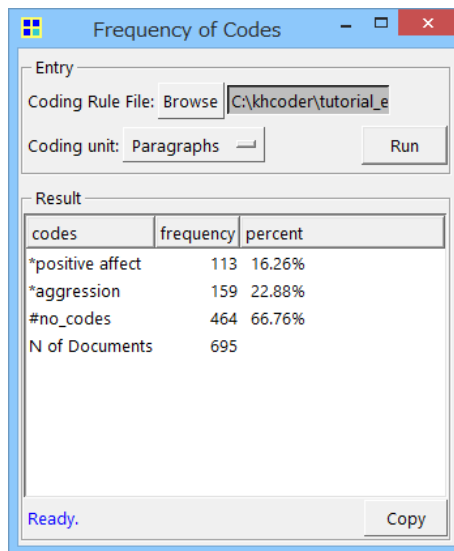 Frequency of Codes
Entry
Coding Rule File: Browse C:\khcoder\tutorial_e
Coding unit: Paragraphs Run
Result
codes frequency percent
*positive affect 113 16.26%
*aggression 159 22.88%
#no_codes 464 66.76%
N of Documents 695
Ready. Copy